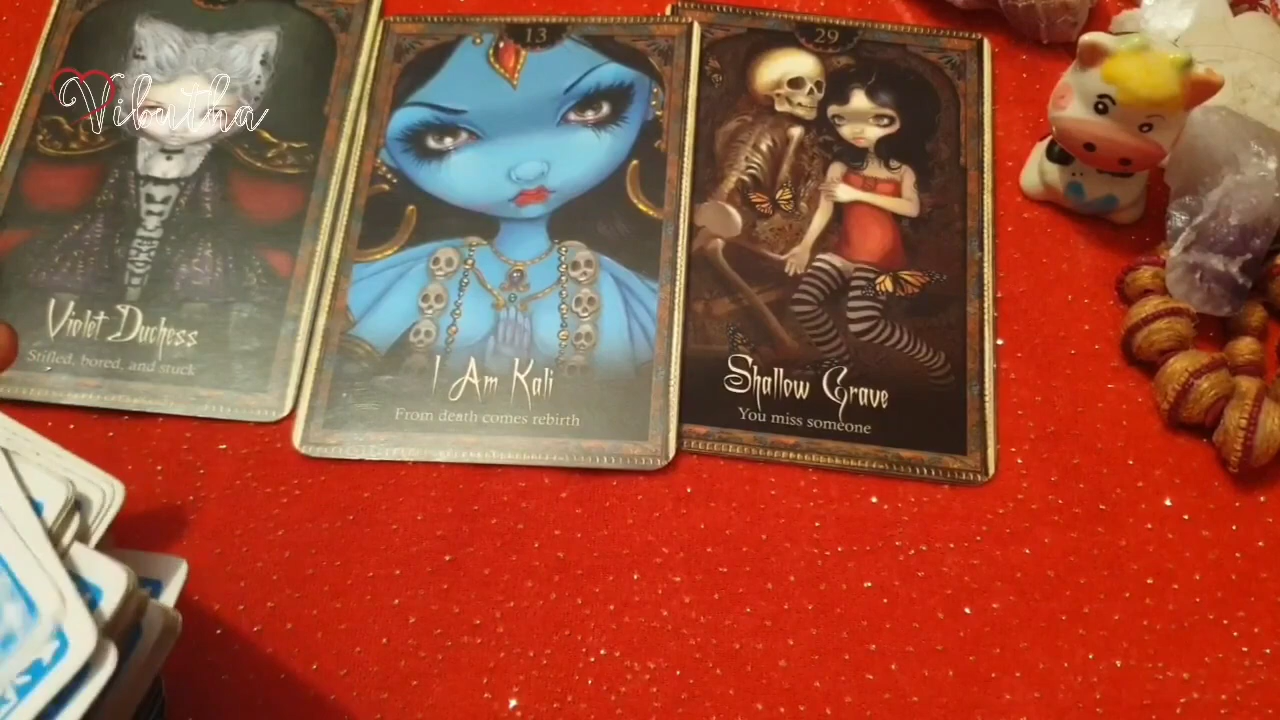 Vibutha
Violet Duchess
Stifled, bored, and stuck
13
I Am Kali
From death comes rebirth
29
Shallow Grave
You miss someone